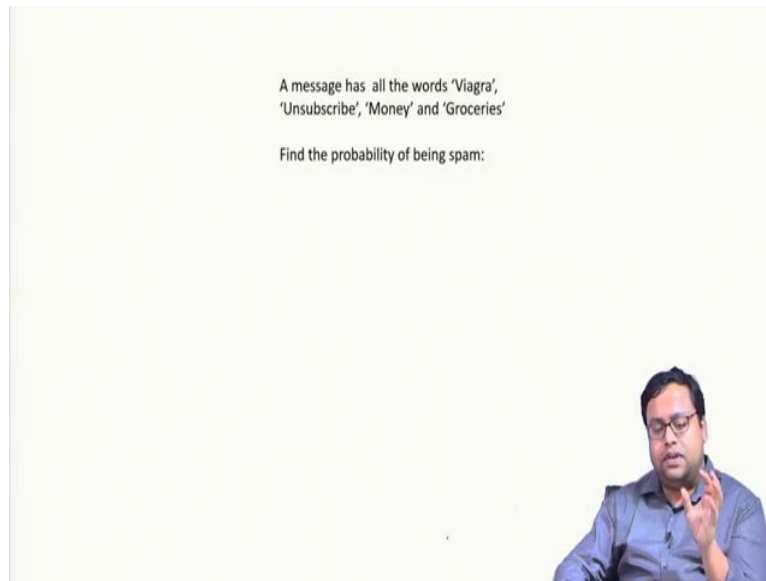 A message has all the words ‘Viagra’,
‘Unsubscribe’, ‘Money’ and ‘Groceries’
Find the probability of being spam: